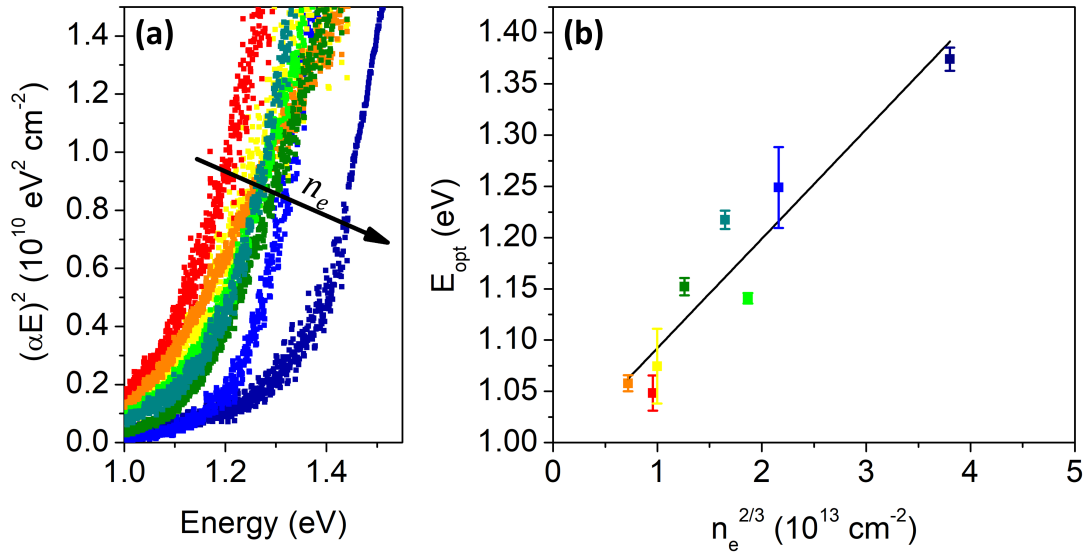 (a)
1.4
1.2
1.0
0.8
0.6
0.4
0.2
0.0
(αE)² (10¹⁰ eV² cm⁻²)
nₑ
1.0 1.2 1.4
Energy (eV)
(b)
1.40
1.35
1.30
1.25
1.20
1.15
1.10
1.05
1.00
E_opt (eV)
0 1 2 3 4 5
nₑ^2/3 (10¹³ cm⁻²)